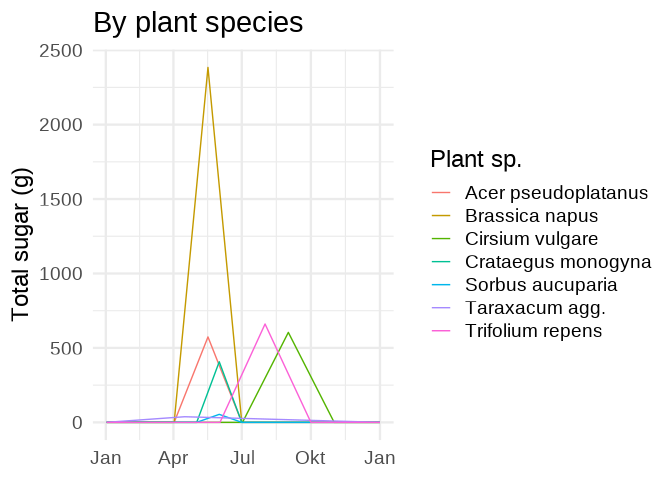 By plant species
Total sugar (g)
2500
2000
1500
1000
500
0
Jan Apr Jul Okt Jan
Plant sp.
Acer pseudoplatanus
Brassica napus
Cirsium vulgare
Crataegus monogyna
Sorbus aucuparia
Taraxacum agg.
Trifolium repens